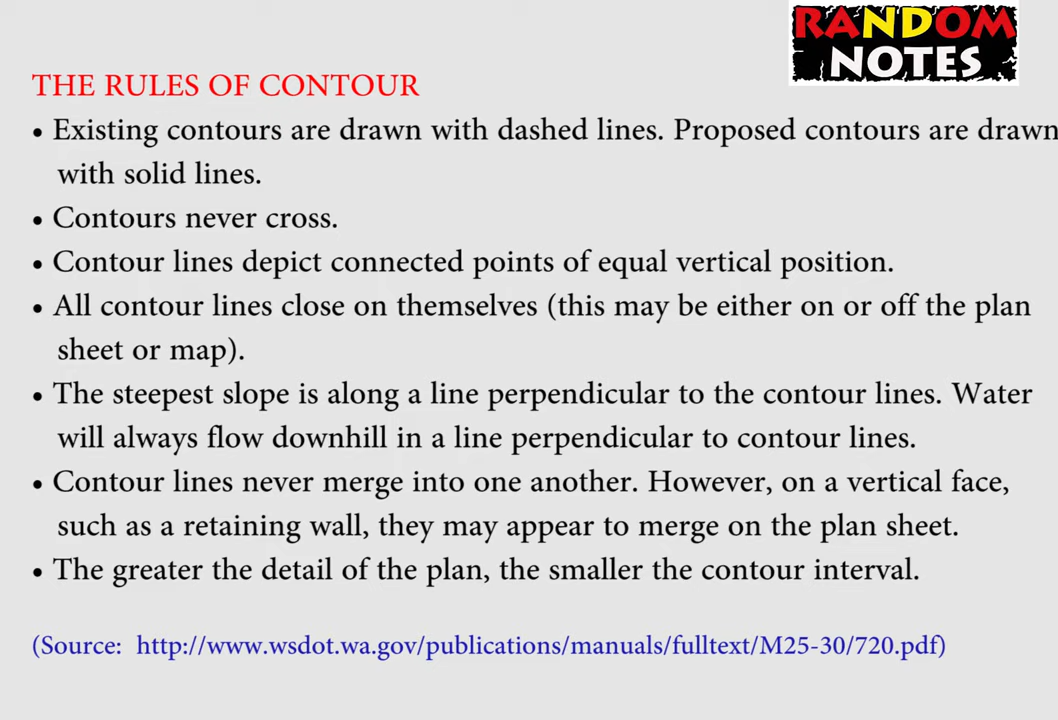 RANDOM
NOTES
THE RULES OF CONTOUR
• Existing contours are drawn with dashed lines. Proposed contours are drawn
with solid lines.
• Contours never cross.
• Contour lines depict connected points of equal vertical position.
• All contour lines close on themselves (this may be either on or off the plan
sheet or map).
• The steepest slope is along a line perpendicular to the contour lines. Water
will always flow downhill in a line perpendicular to contour lines.
• Contour lines never merge into one another. However, on a vertical face,
such as a retaining wall, they may appear to merge on the plan sheet.
• The greater the detail of the plan, the smaller the contour interval.
(Source: http://www.wsdot.wa.gov/publications/manuals/fulltext/M25-30/720.pdf)